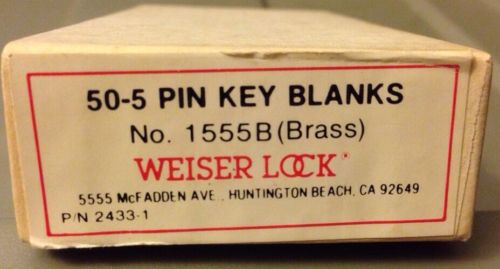 50-5 PIN KEY BLANKS
No. 1555B (Brass)
WEISER LOCK
5555 McFADDEN AVE., HUNTINGTON BEACH, CA 92649
P/N 2433-1